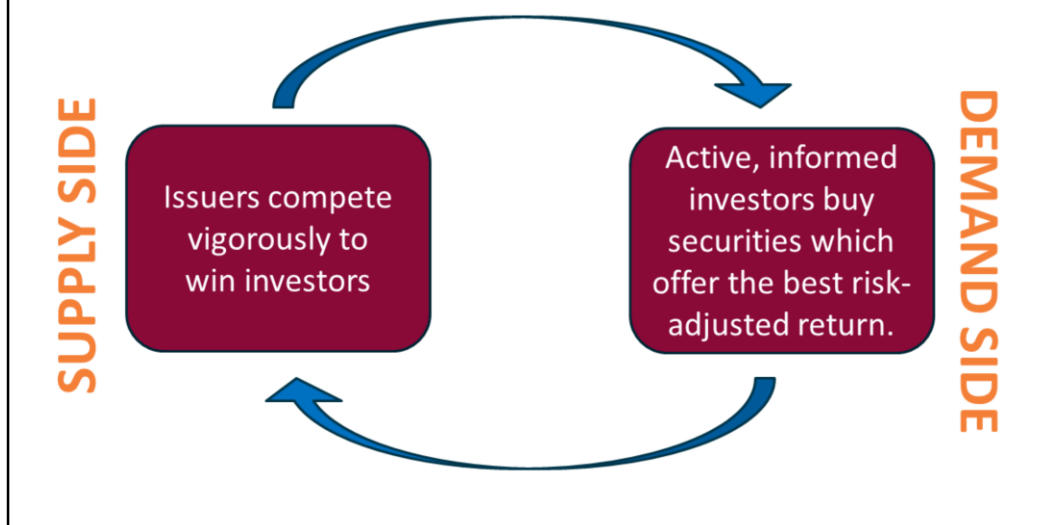 SUPPLY SIDE
Issuers compete
vigorously to
win investors
Active, informed
investors buy
securities which
offer the best risk-
adjusted return.
DEMAND SIDE